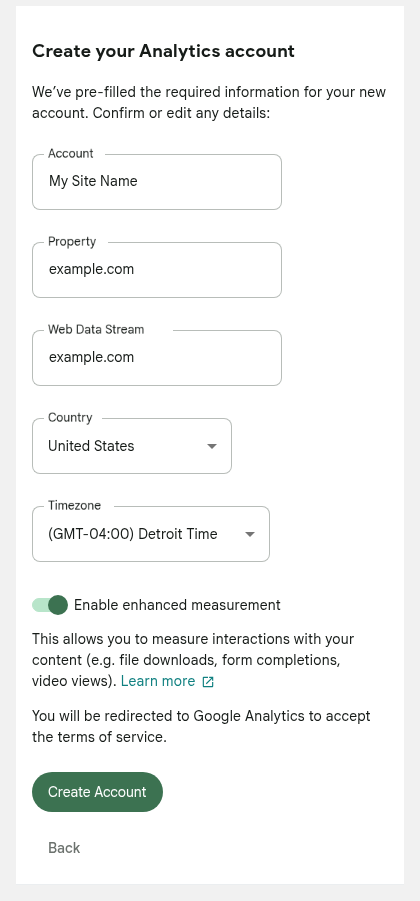 Create your Analytics account
We’ve pre-filled the required information for your new
account. Confirm or edit any details:
Account
My Site Name
Property
example.com
Web Data Stream
example.com
Country
United States
Timezone
(GMT-04:00) Detroit Time
Enable enhanced measurement
This allows you to measure interactions with your
content (e.g. file downloads, form completions,
video views). Learn more
You will be redirected to Google Analytics to accept
the terms of service.
Create Account
Back